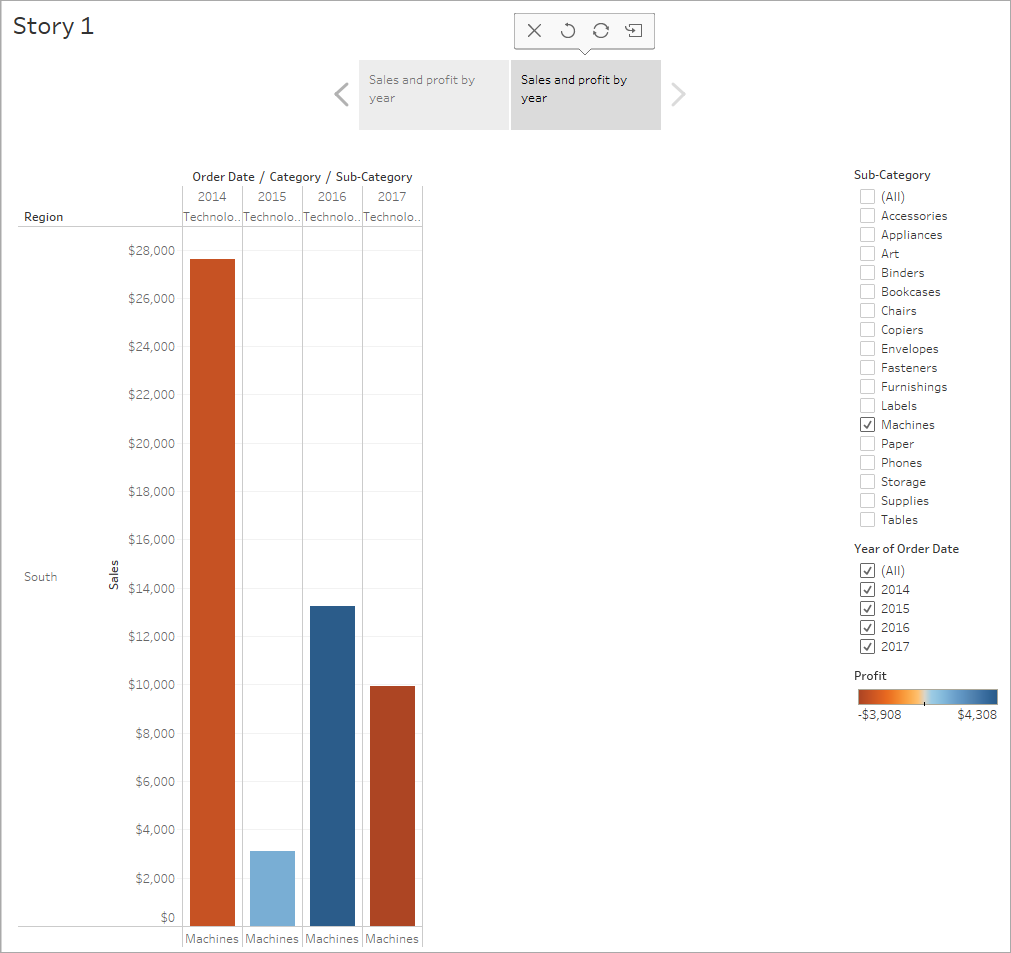 Story 1
Sales and profit by
year
Sales and profit by
year
Order Date / Category / Sub-Category
2014 2015 2016 2017
Region Technolo.. Technolo.. Technolo.. Technolo..
$28,000
$26,000
$24,000
$22,000
$20,000
$18,000
$16,000
$14,000
$12,000
$10,000
$8,000
$6,000
$4,000
$2,000
$0
South
Sales
Machines Machines Machines Machines
Sub-Category
(All)
Accessories
Appliances
Art
Binders
Bookcases
Chairs
Copiers
Envelopes
Fasteners
Furnishings
Labels
Machines
Paper
Phones
Storage
Supplies
Tables
Year of Order Date
(All)
2014
2015
2016
2017
Profit
-$3,908 $4,308